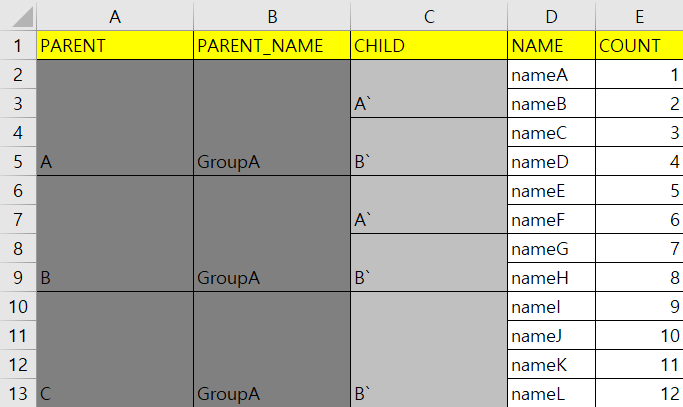 A B C D E
1 PARENT PARENT_NAME CHILD NAME COUNT
2 nameA 1
3 A` nameB 2
4 nameC 3
5 A GroupA B` nameD 4
6 nameE 5
7 A` nameF 6
8 nameG 7
9 B GroupA B` nameH 8
10 nameI 9
11 nameJ 10
12 nameK 11
13 C GroupA B` nameL 12